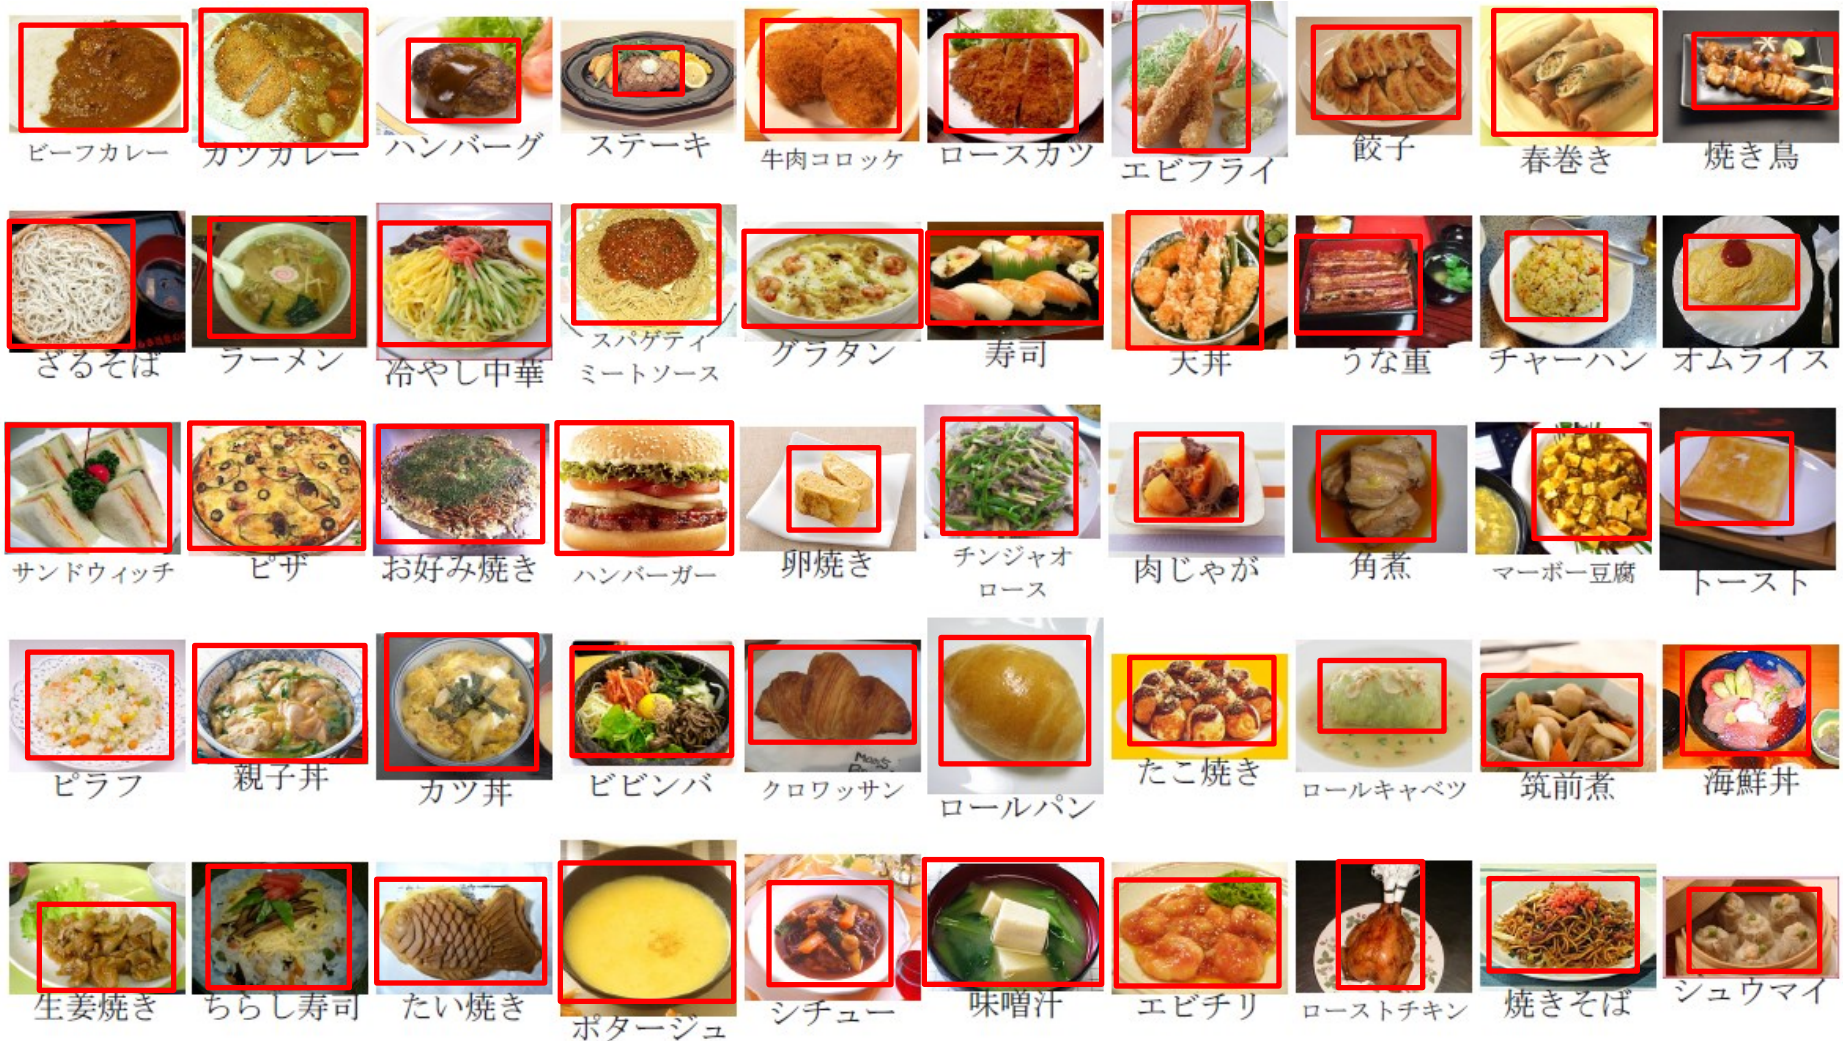 ビーフカレー
カツカレー
ハンバーグ
ステーキ
牛肉コロッケ
ロースカツ
エビフライ
餃子
春巻き
焼き鳥
ざるそば
ラーメン
冷やし中華
スパゲティ
ミートソース
グラタン
寿司
天丼
うな重
チャーハン
オムライス
サンドウィッチ
ピザ
お好み焼き
ハンバーガー
卵焼き
チンジャオ
ロース
肉じゃが
角煮
マーボー豆腐
トースト
ピラフ
親子丼
カツ丼
ビビンバ
クロワッサン
ロールパン
たこ焼き
ロールキャベツ
筑前煮
海鮮丼
生姜焼き
ちらし寿司
たい焼き
ポタージュ
シチュー
味噌汁
エビチリ
ローストチキン
焼きそば
シュウマイ